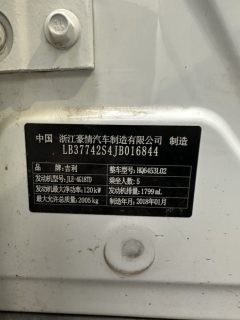 中国 浙江豪情汽车制造有限公司 制造
LB37742S4JB016844
品牌:吉利 整车型号:HQ6453L02
发动机型号:JLE-4G18TD 乘坐人数:5
发动机最大净功率:120kW 发动机排量:1799mL
最大允许总质量:2005kg 制造年月:2018年01月